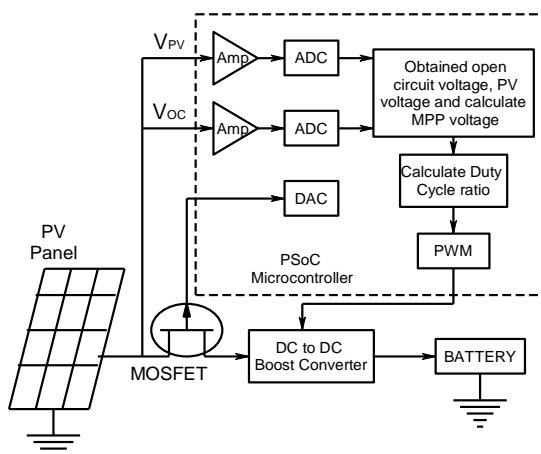 VPV
Amp
ADC
Obtained open
circuit voltage, PV
voltage and calculate
MPP voltage
VOC
Amp
ADC
Calculate Duty
Cycle ratio
DAC
PV
Panel
PSoC
Microcontroller
PWM
MOSFET
DC to DC
Boost Converter
BATTERY